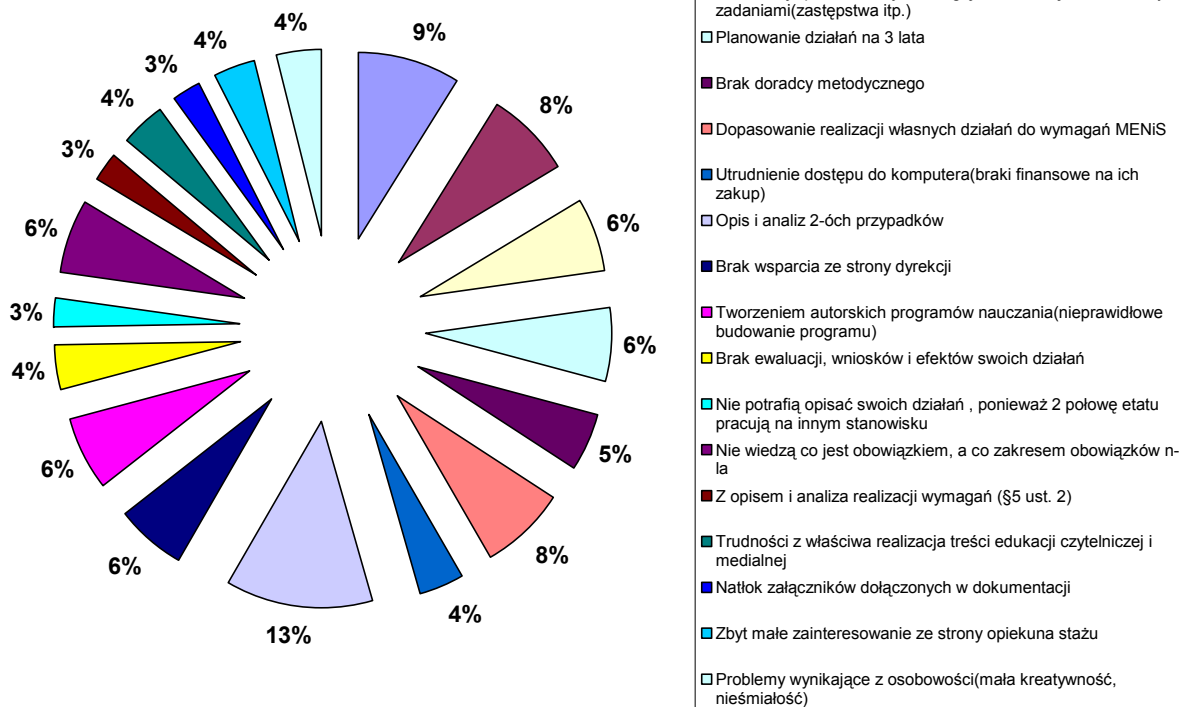 4%
4%
9%
3%
8%
4%
3%
6%
6%
3%
6%
4%
5%
6%
8%
6%
4%
13%
zadaniami(zastępstwa itp.)
Planowanie działań na 3 lata
Brak doradcy metodycznego
Dopasowanie realizacji własnych działań do wymagań MENiS
Utrudnienie dostępu do komputera(braki finansowe na ich
zakup)
Opis i analiz 2-óch przypadków
Brak wsparcia ze strony dyrekcji
Tworzeniem autorskich programów nauczania(nieprawidłowe
budowanie programu)
Brak ewaluacji, wniosków i efektów swoich działań
Nie potrafią opisać swoich działań , ponieważ 2 połowę etatu
pracują na innym stanowisku
Nie wiedzą co jest obowiązkiem, a co zakresem obowiązków n-
la
Z opisem i analiza realizacji wymagań (§5 ust. 2)
Trudności z właściwa realizacja treści edukacji czytelniczej i
medialnej
Natłok załączników dołączonych w dokumentacji
Zbyt małe zainteresowanie ze strony opiekuna stażu
Problemy wynikające z osobowości(mała kreatywność,
nieśmiałość)